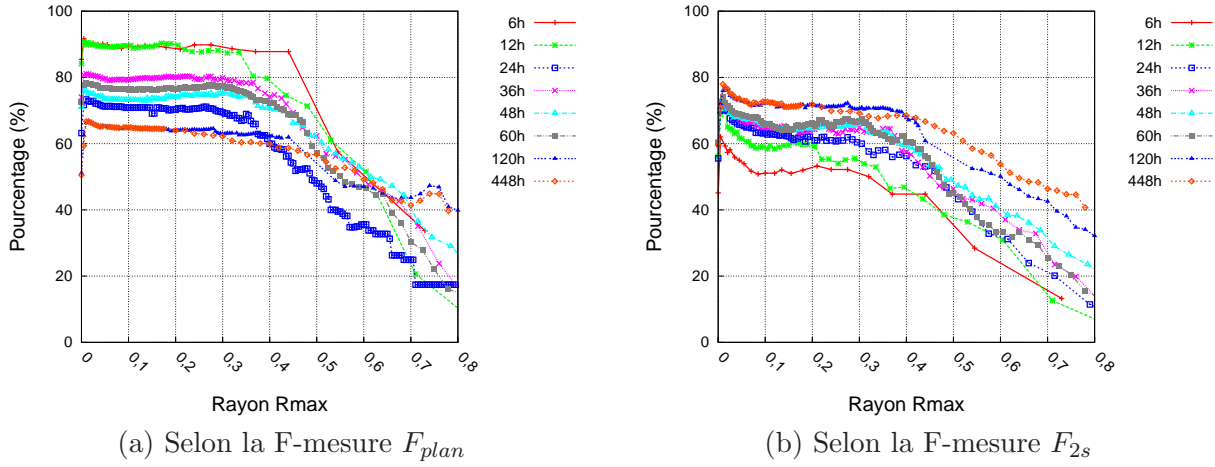 100
80
60
40
20
0
Pourcentage (%)
0
0,1
0,2
0,3
0,4
0,5
0,6
0,7
0,8
Rayon Rmax
6h
12h
24h
36h
48h
60h
120h
448h
(a) Selon la F-mesure F_plan
100
80
60
40
20
0
Pourcentage (%)
0
0,1
0,2
0,3
0,4
0,5
0,6
0,7
0,8
Rayon Rmax
6h
12h
24h
36h
48h
60h
120h
448h
(b) Selon la F-mesure F_2s